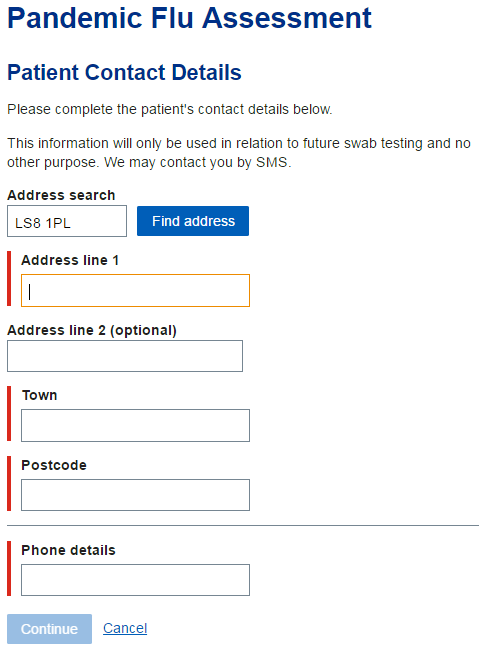 Pandemic Flu Assessment
Patient Contact Details
Please complete the patient's contact details below.
This information will only be used in relation to future swab testing and no
other purpose. We may contact you by SMS.
Address search
LS8 1PL
Find address
Address line 1
Address line 2 (optional)
Town
Postcode
Phone details
Continue
Cancel